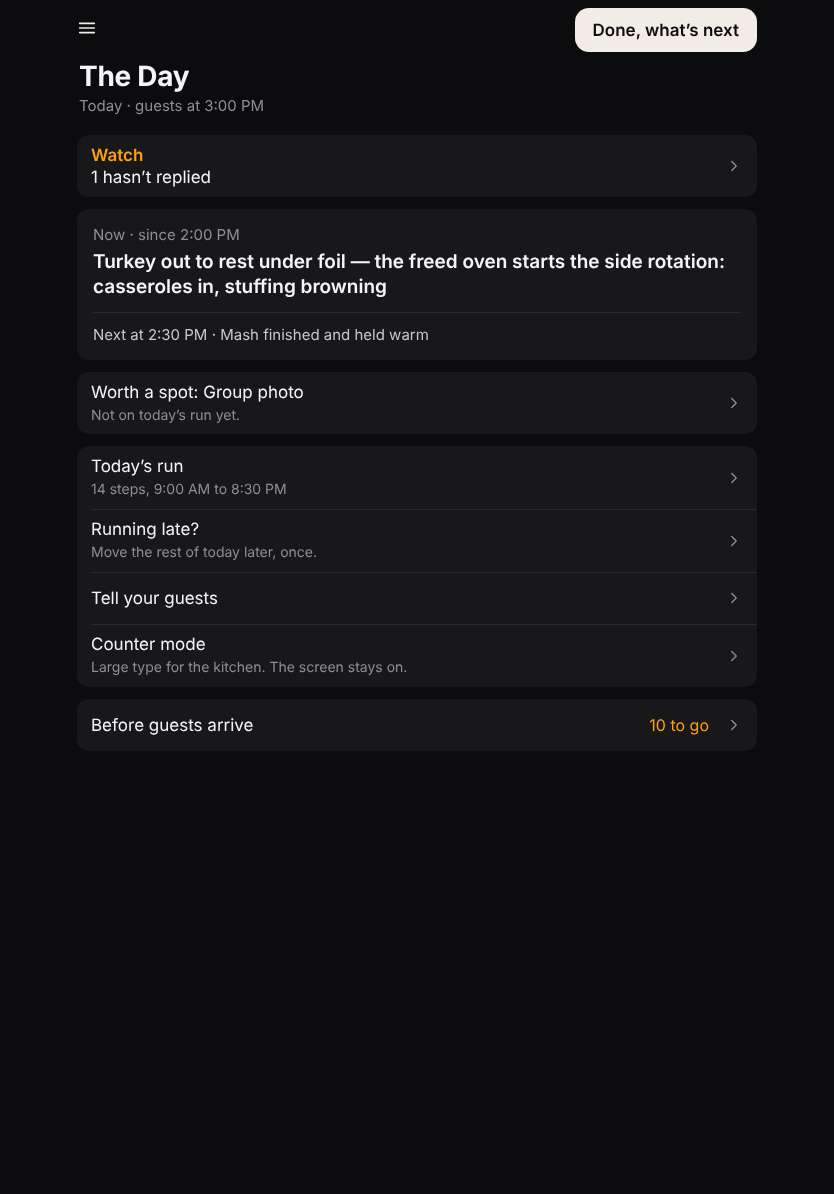 Done, what’s next
The Day
Today · guests at 3:00 PM
Watch
1 hasn’t replied
Now · since 2:00 PM
Turkey out to rest under foil — the freed oven starts the side rotation:
casseroles in, stuffing browning
Next at 2:30 PM · Mash finished and held warm
Worth a spot: Group photo
Not on today’s run yet.
Today’s run
14 steps, 9:00 AM to 8:30 PM
Running late?
Move the rest of today later, once.
Tell your guests
Counter mode
Large type for the kitchen. The screen stays on.
Before guests arrive
10 to go